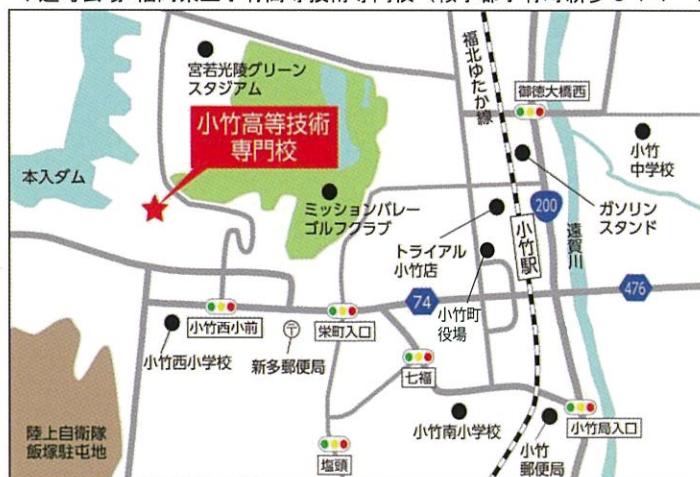 宮若光陵グリーン
スタジアム
小竹高等技術
専門校
本入ダム
ミッションバレー
ゴルフクラブ
福北ゆたか線
御徳大橋西
小竹
中学校
ガソリン
スタンド
200
遠賀川
トライアル
小竹店
小竹駅
小竹町
役場
74
476
小竹西小前
栄町入口
小竹西小学校
〒
新多郵便局
七福
陸上自衛隊
飯塚駐屯地
塩頭
小竹南小学校
小竹
郵便局
小竹局入口